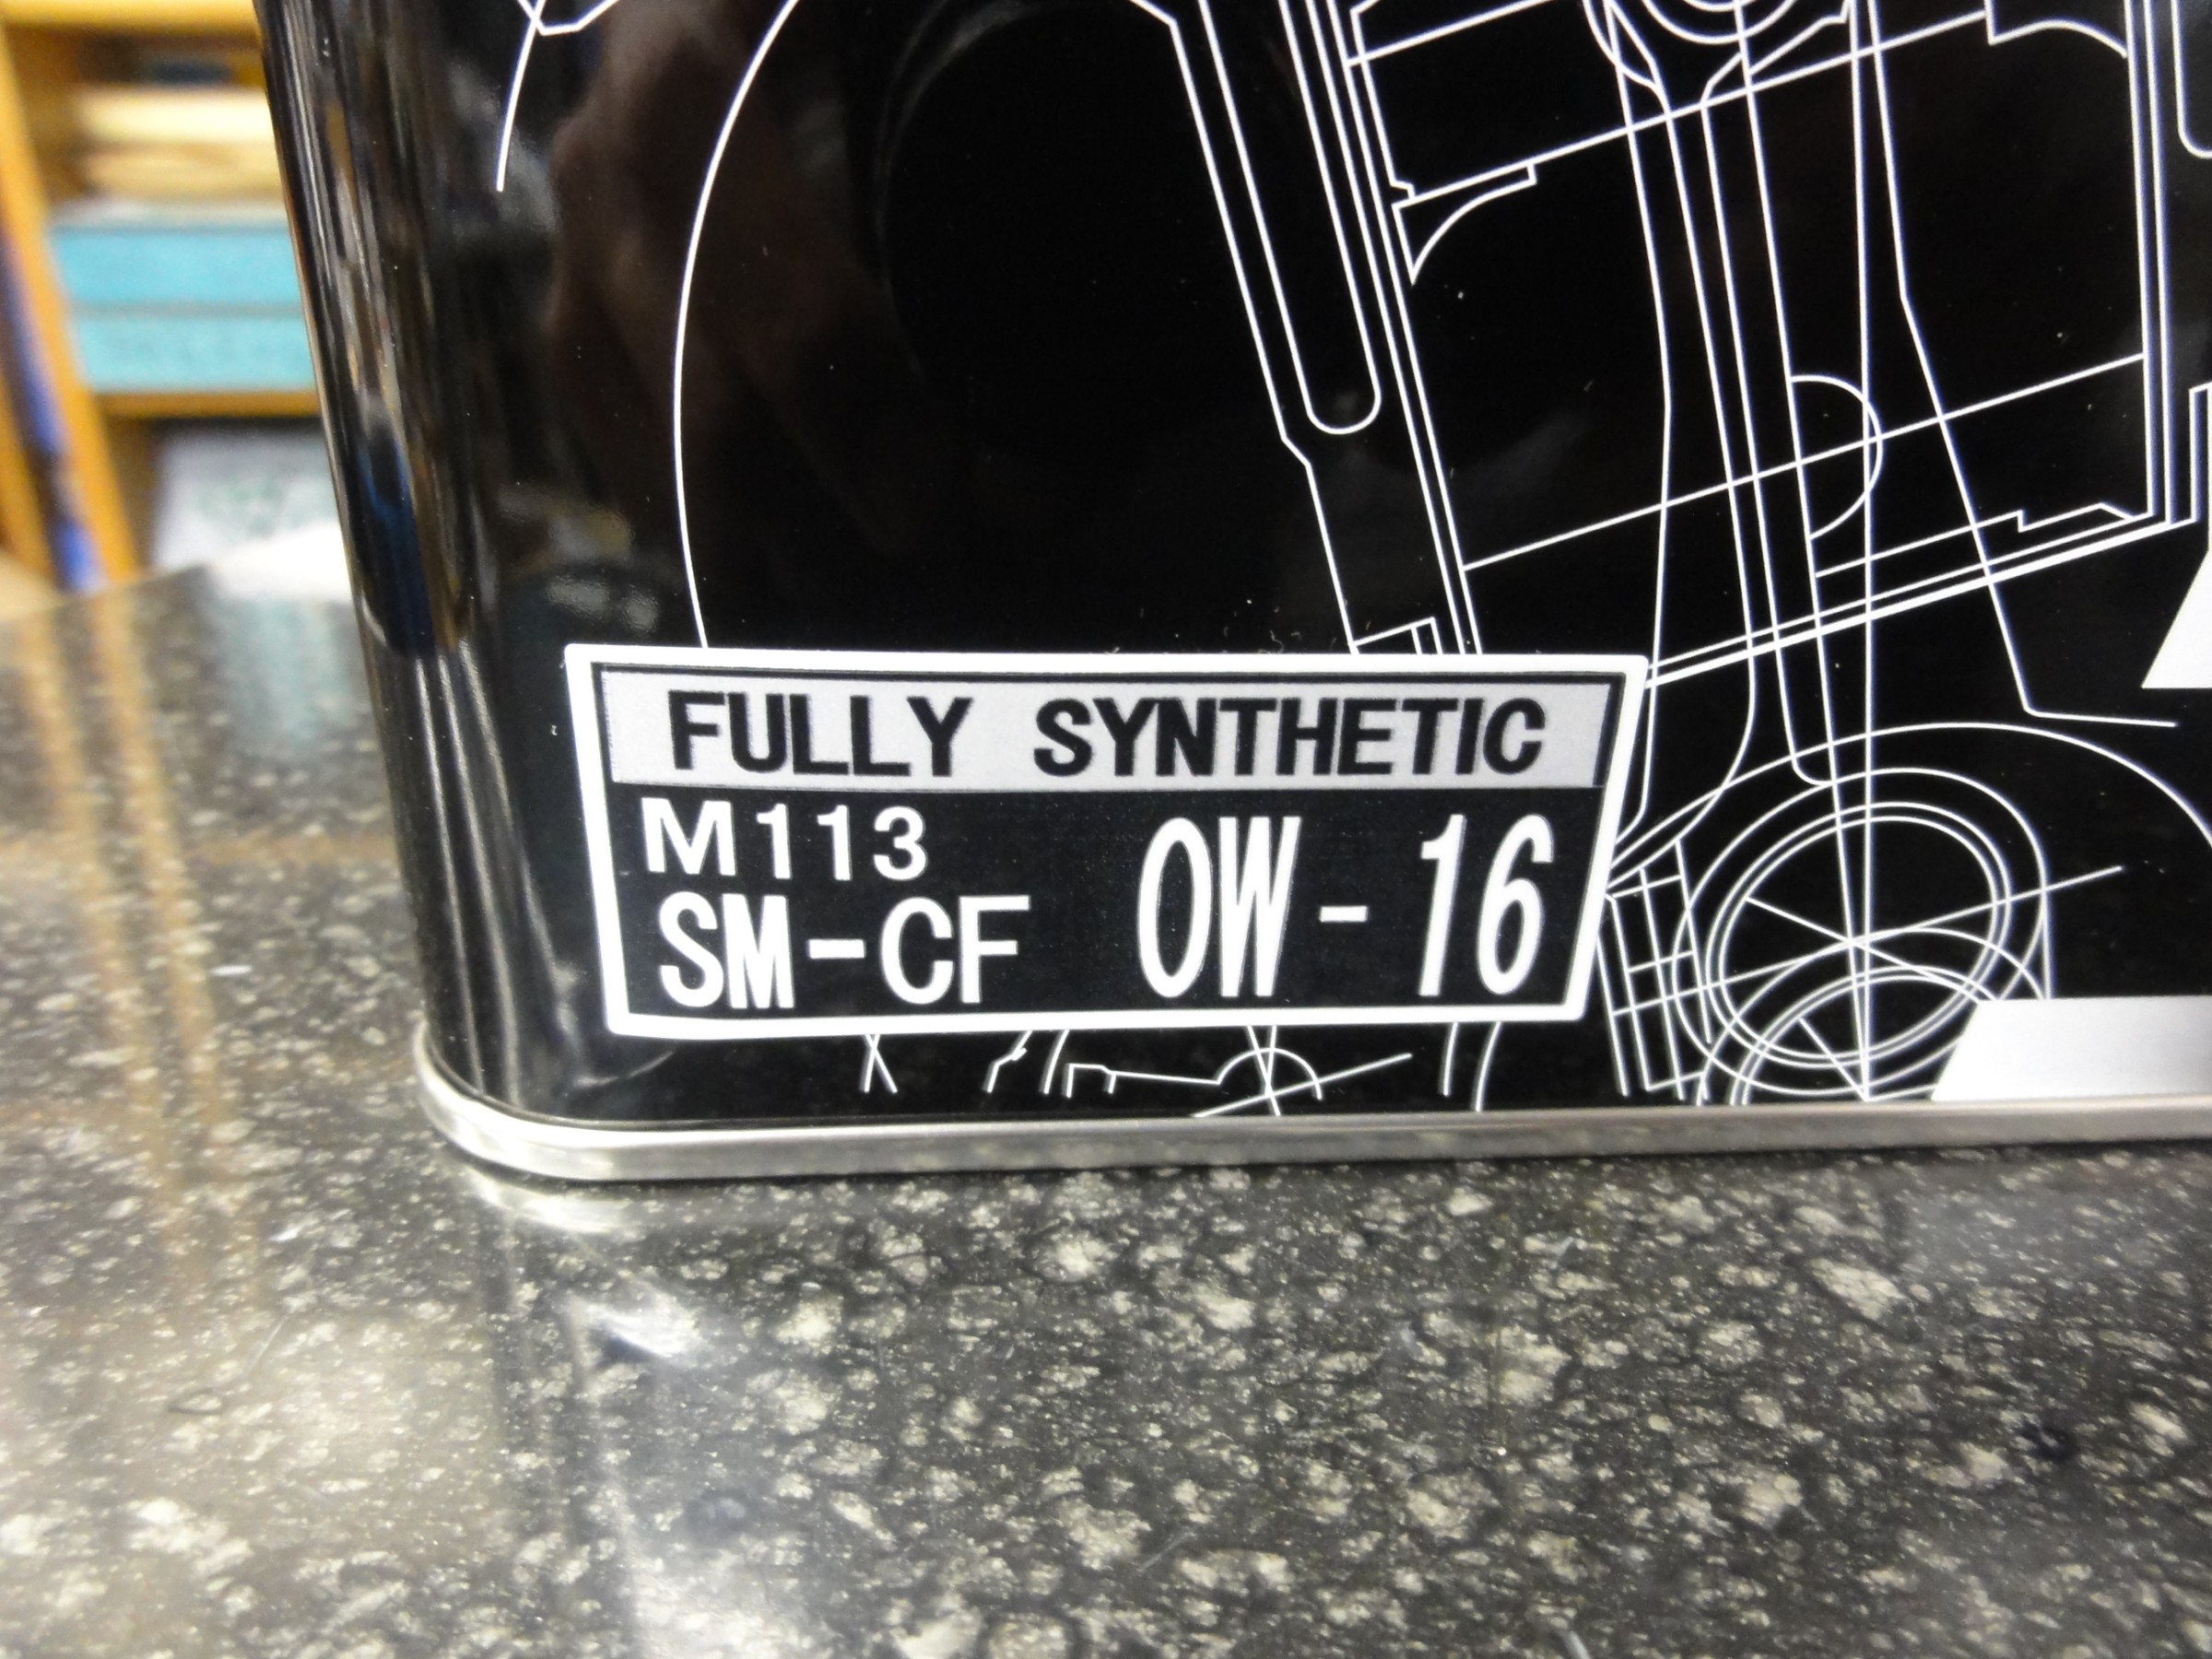 FULLY SYNTHETIC
M113
SM-CF 0W-16